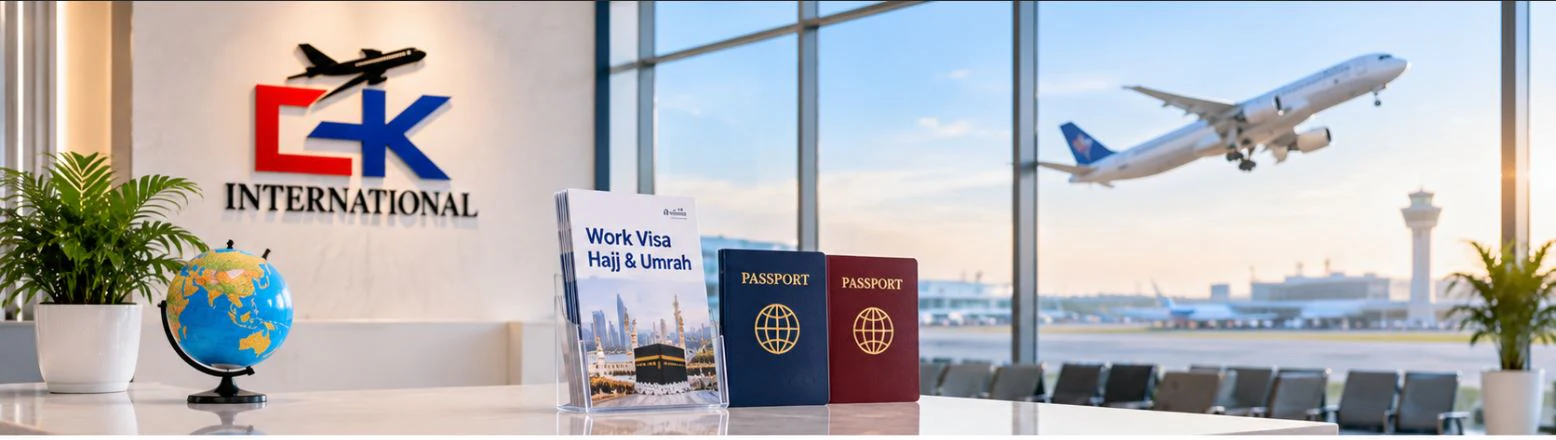 CK
INTERNATIONAL
Work Visa
Hajj & Umrah
PASSPORT
PASSPORT